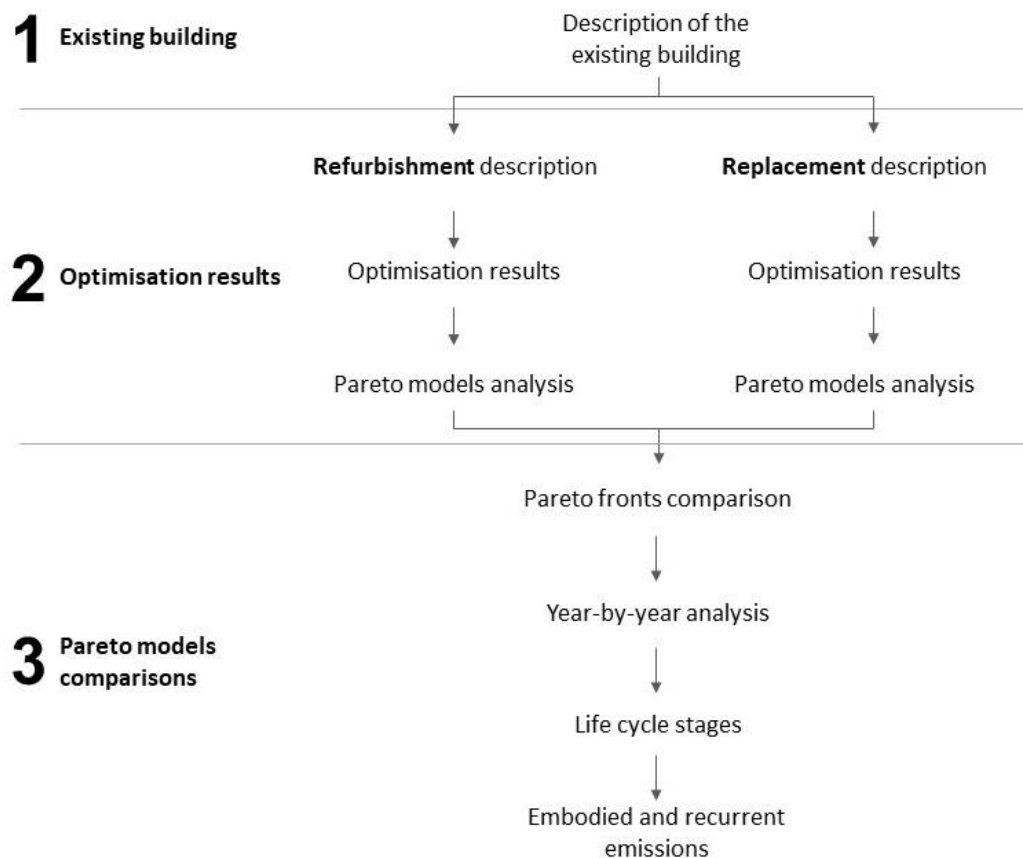 1 Existing building
Description of the
existing building
Refurbishment description
Replacement description
2 Optimisation results
Optimisation results
Optimisation results
Pareto models analysis
Pareto models analysis
Pareto fronts comparison
Year-by-year analysis
3 Pareto models
comparisons
Life cycle stages
Embodied and recurrent
emissions